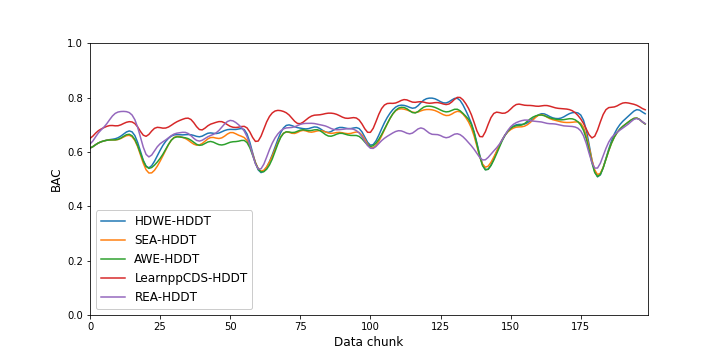 1.0
0.8
0.6
0.4
0.2
0.0
BAC
HDWE-HDDT
SEA-HDDT
AWE-HDDT
LearnppCDS-HDDT
REA-HDDT
0 25 50 75 100 125 150 175
Data chunk